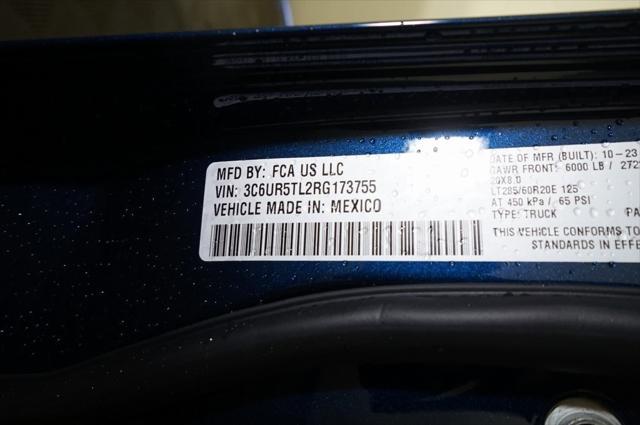 MFD BY: FCA US LLC
VIN: 3C6UR5TL2RG173755
VEHICLE MADE IN: MEXICO
DATE OF MFR (BUILT): 10-23
GAWR FRONT: 6000 LB /
20X8.0
LT285/60R20E 125
AT 450 kPa / 65 PSI
TYPE: TRUCK
THIS VEHICLE CONFORMS TO
STANDARDS IN